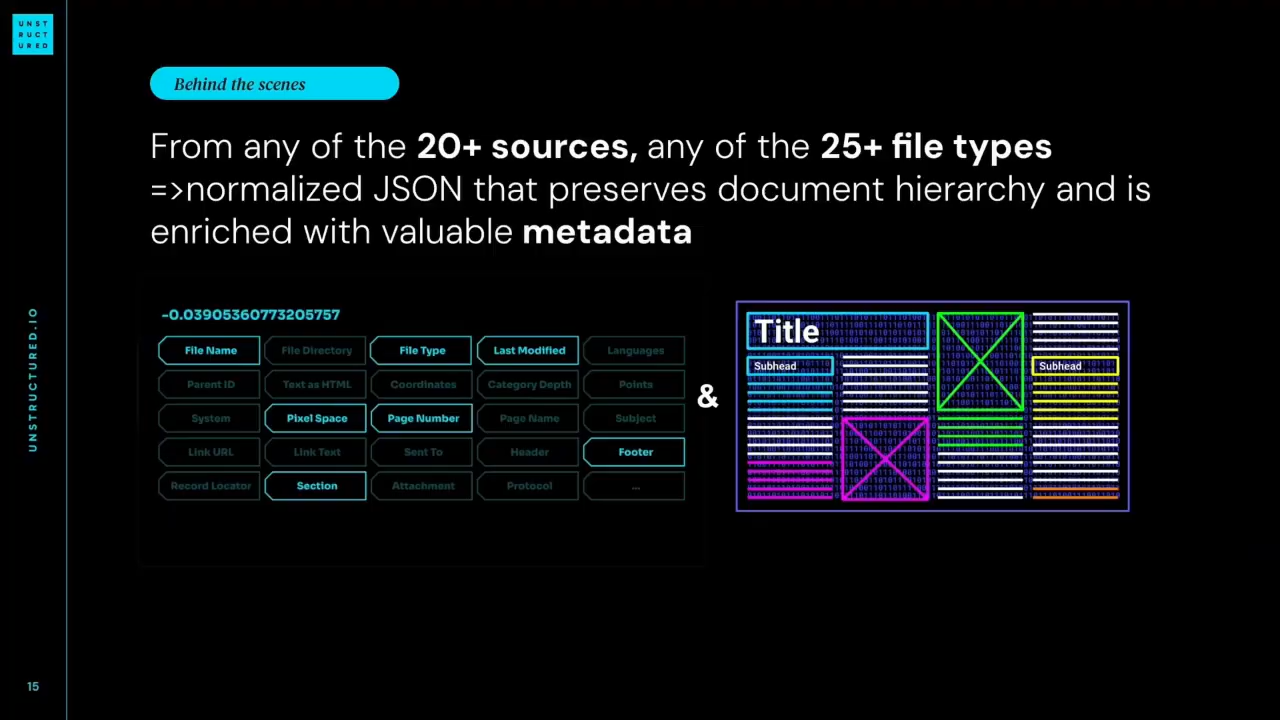 UNST
RUCT
URED
Behind the scenes
From any of the 20+ sources, any of the 25+ file types
=>normalized JSON that preserves document hierarchy and is
enriched with valuable metadata
-0.03905360773205757
File Name File Directory File Type Last Modified Languages
Parent ID Text as HTML Coordinates Category Depth Points
System Pixel Space Page Number Page Name Subject
Link URL Link Text Sent To Header Footer
Record Locator Section Attachment Protocol ...
&
Title
Subhead Subhead
UNSTRUCTURED.IO
15